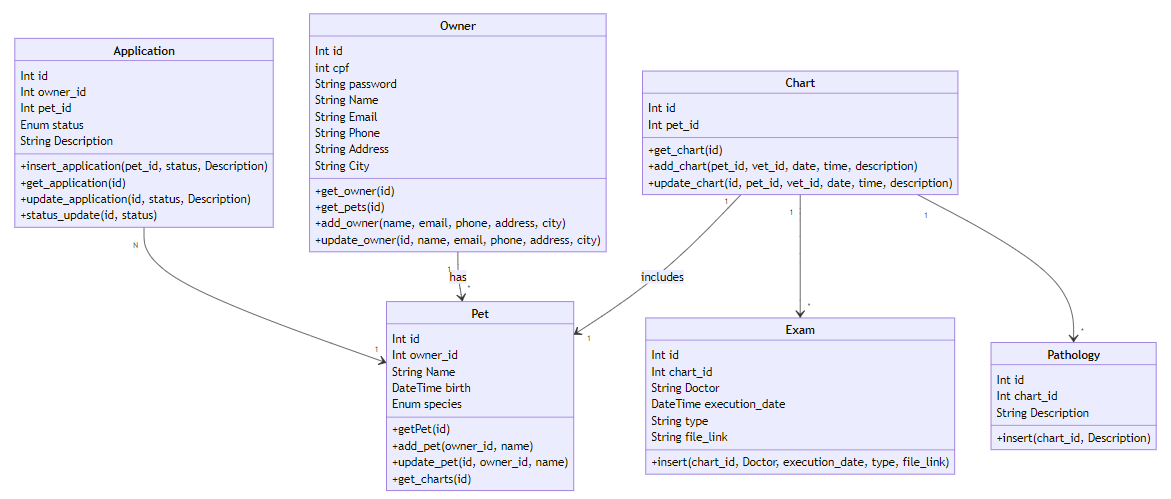 Application
Int id
Int owner_id
Int pet_id
Enum status
String Description
+insert_application(pet_id, status, Description)
+get_application(id)
+update_application(id, status, Description)
+status_update(id, status)
Owner
Int id
int cpf
String password
String Name
String Email
String Phone
String Address
String City
+get_owner(id)
+get_pets(id)
+add_owner(name, email, phone, address, city)
+update_owner(id, name, email, phone, address, city)
Chart
Int id
Int pet_id
+get_chart(id)
+add_chart(pet_id, vet_id, date, time, description)
+update_chart(id, pet_id, vet_id, date, time, description)
N
1
1
has
*
1
includes
1
1
*
1
*
Pet
Int id
Int owner_id
String Name
DateTime birth
Enum species
+getPet(id)
+add_pet(owner_id, name)
+update_pet(id, owner_id, name)
+get_charts(id)
Exam
Int id
Int chart_id
String Doctor
DateTime execution_date
String type
String file_link
+insert(chart_id, Doctor, execution_date, type, file_link)
Pathology
Int id
Int chart_id
String Description
+insert(chart_id, Description)